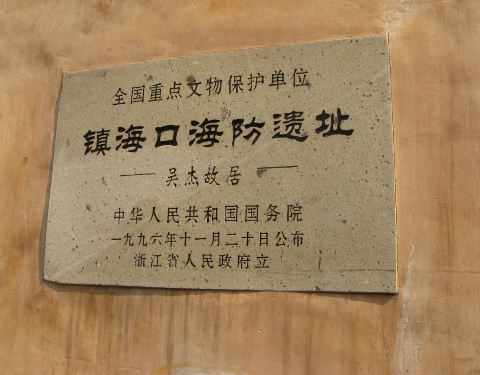 全国重点文物保护单位
镇海口海防遗址
——吴杰故居——
中华人民共和国国务院
一九九六年十一月二十日公布
浙江省人民政府立